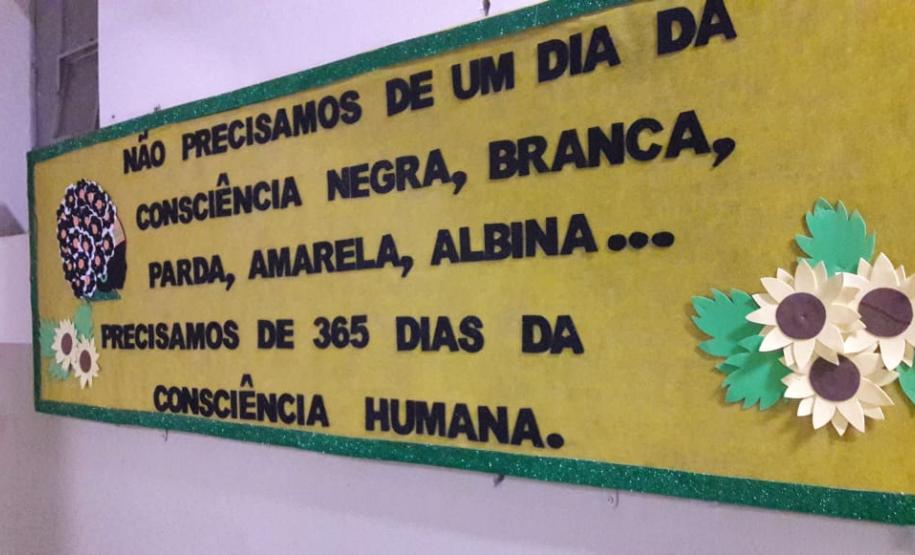 NÃO PRECISAMOS DE UM DIA DA
CONSCIÊNCIA NEGRA, BRANCA,
PARDA, AMARELA, ALBINA...
PRECISAMOS DE 365 DIAS DA
CONSCIÊNCIA HUMANA.